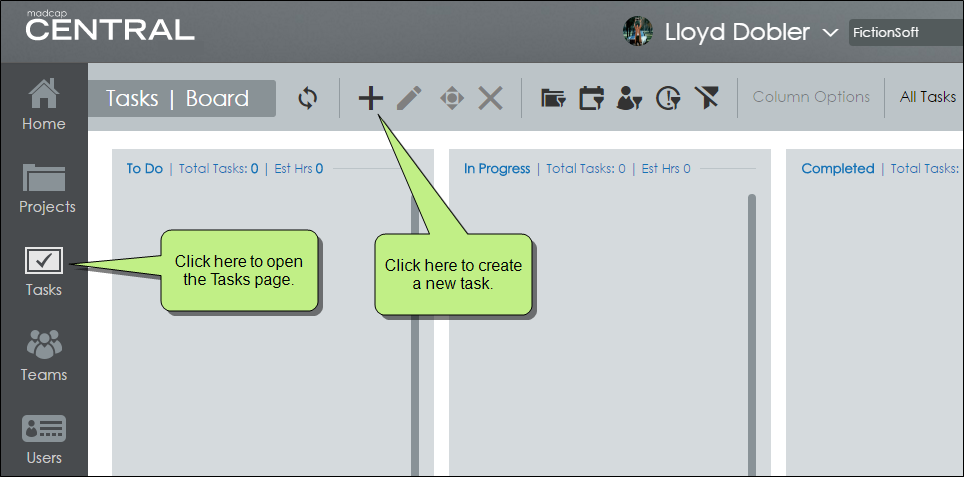 madcap
CENTRAL
Lloyd Dobler
FictionSoft
Home
Projects
Tasks
Teams
Users
Tasks | Board
Column Options
All Tasks
To Do | Total Tasks: 0 | Est Hrs 0
In Progress | Total Tasks: 0 | Est Hrs 0
Completed | Total Tasks:
Click here to open
the Tasks page.
Click here to create
a new task.